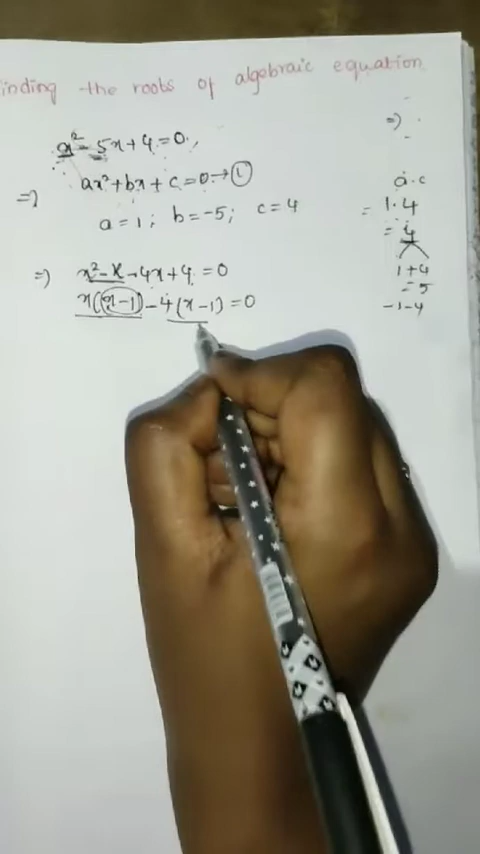 inding the roots of algebraic equation
x² - 5x + 4 = 0
=>
ax² + bx + c = 0 → 1
=>
a = 1 ; b = -5 ; c = 4
=> x² - x - 4x + 4 = 0
x(x-1) - 4(x-1) = 0
=>
a.c
= 1.4
= 4
1+4
= 5
-1-4